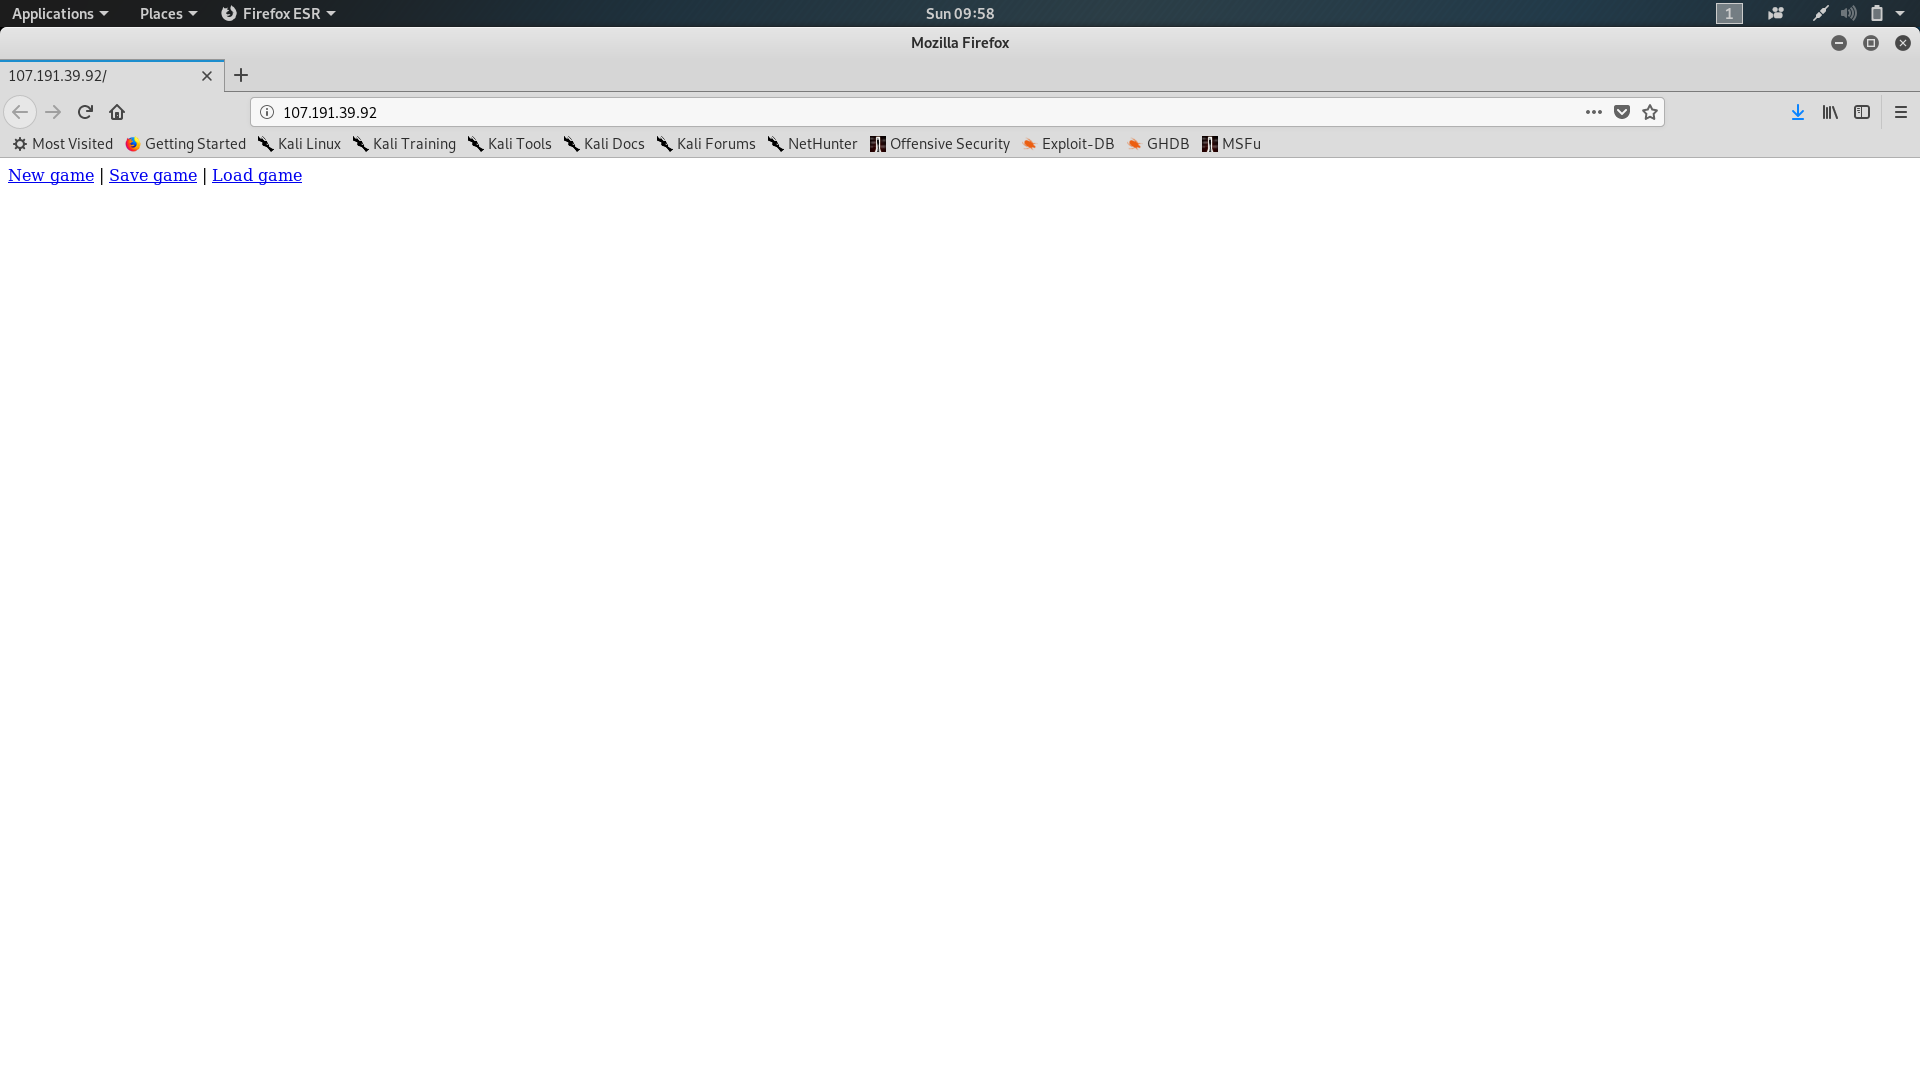 Applications Places Firefox ESR Sun 09:58 1
Mozilla Firefox
107.191.39.92/
107.191.39.92
Most Visited Getting Started Kali Linux Kali Training Kali Tools Kali Docs Kali Forums NetHunter Offensive Security Exploit-DB GHDB MSFu
New game | Save game | Load game